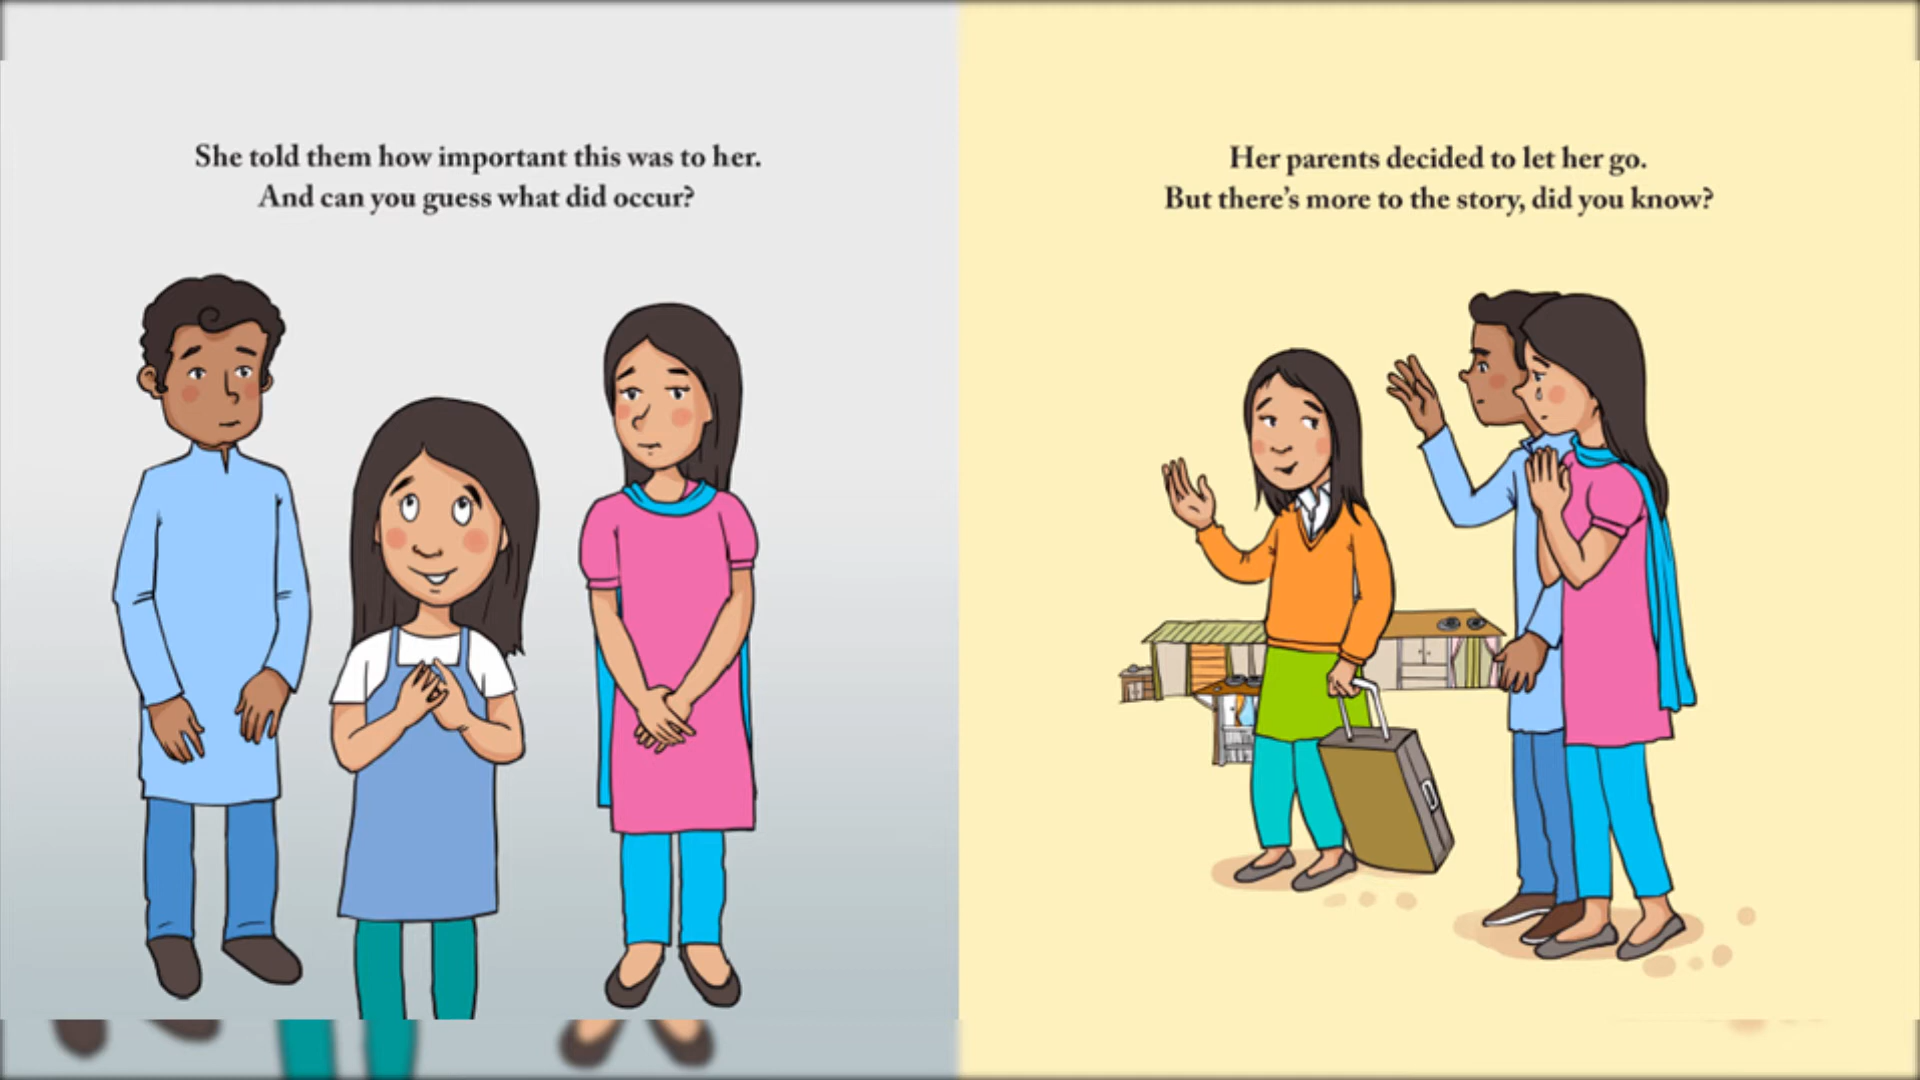 She told them how important this was to her.
And can you guess what did occur?
Her parents decided to let her go.
But there's more to the story, did you know?